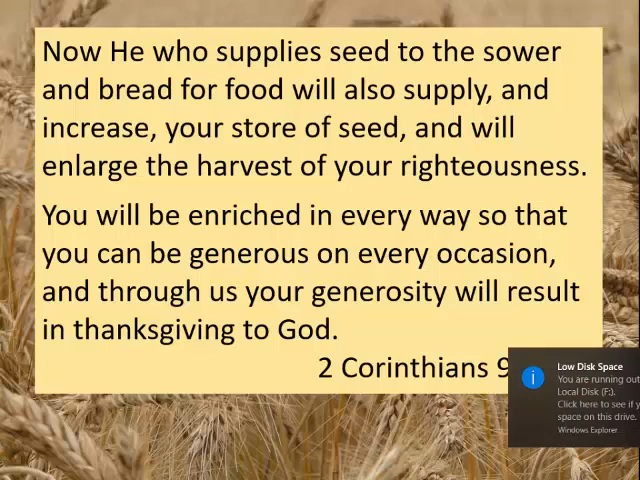 Now He who supplies seed to the sower
and bread for food will also supply, and
increase, your store of seed, and will
enlarge the harvest of your righteousness.
You will be enriched in every way so that
you can be generous on every occasion,
and through us your generosity will result
in thanksgiving to God.
2 Corinthians 9
Low Disk Space
You are running out
Local Disk (F:).
Click here to see if y
space on this drive.
Windows Explorer